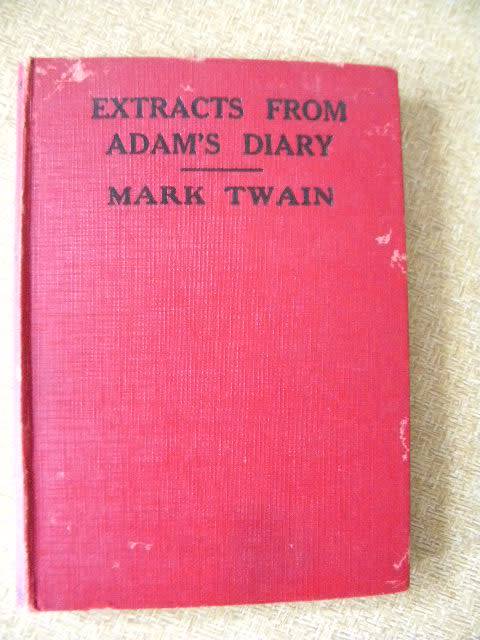 EXTRACTS FROM
ADAM'S DIARY
MARK TWAIN